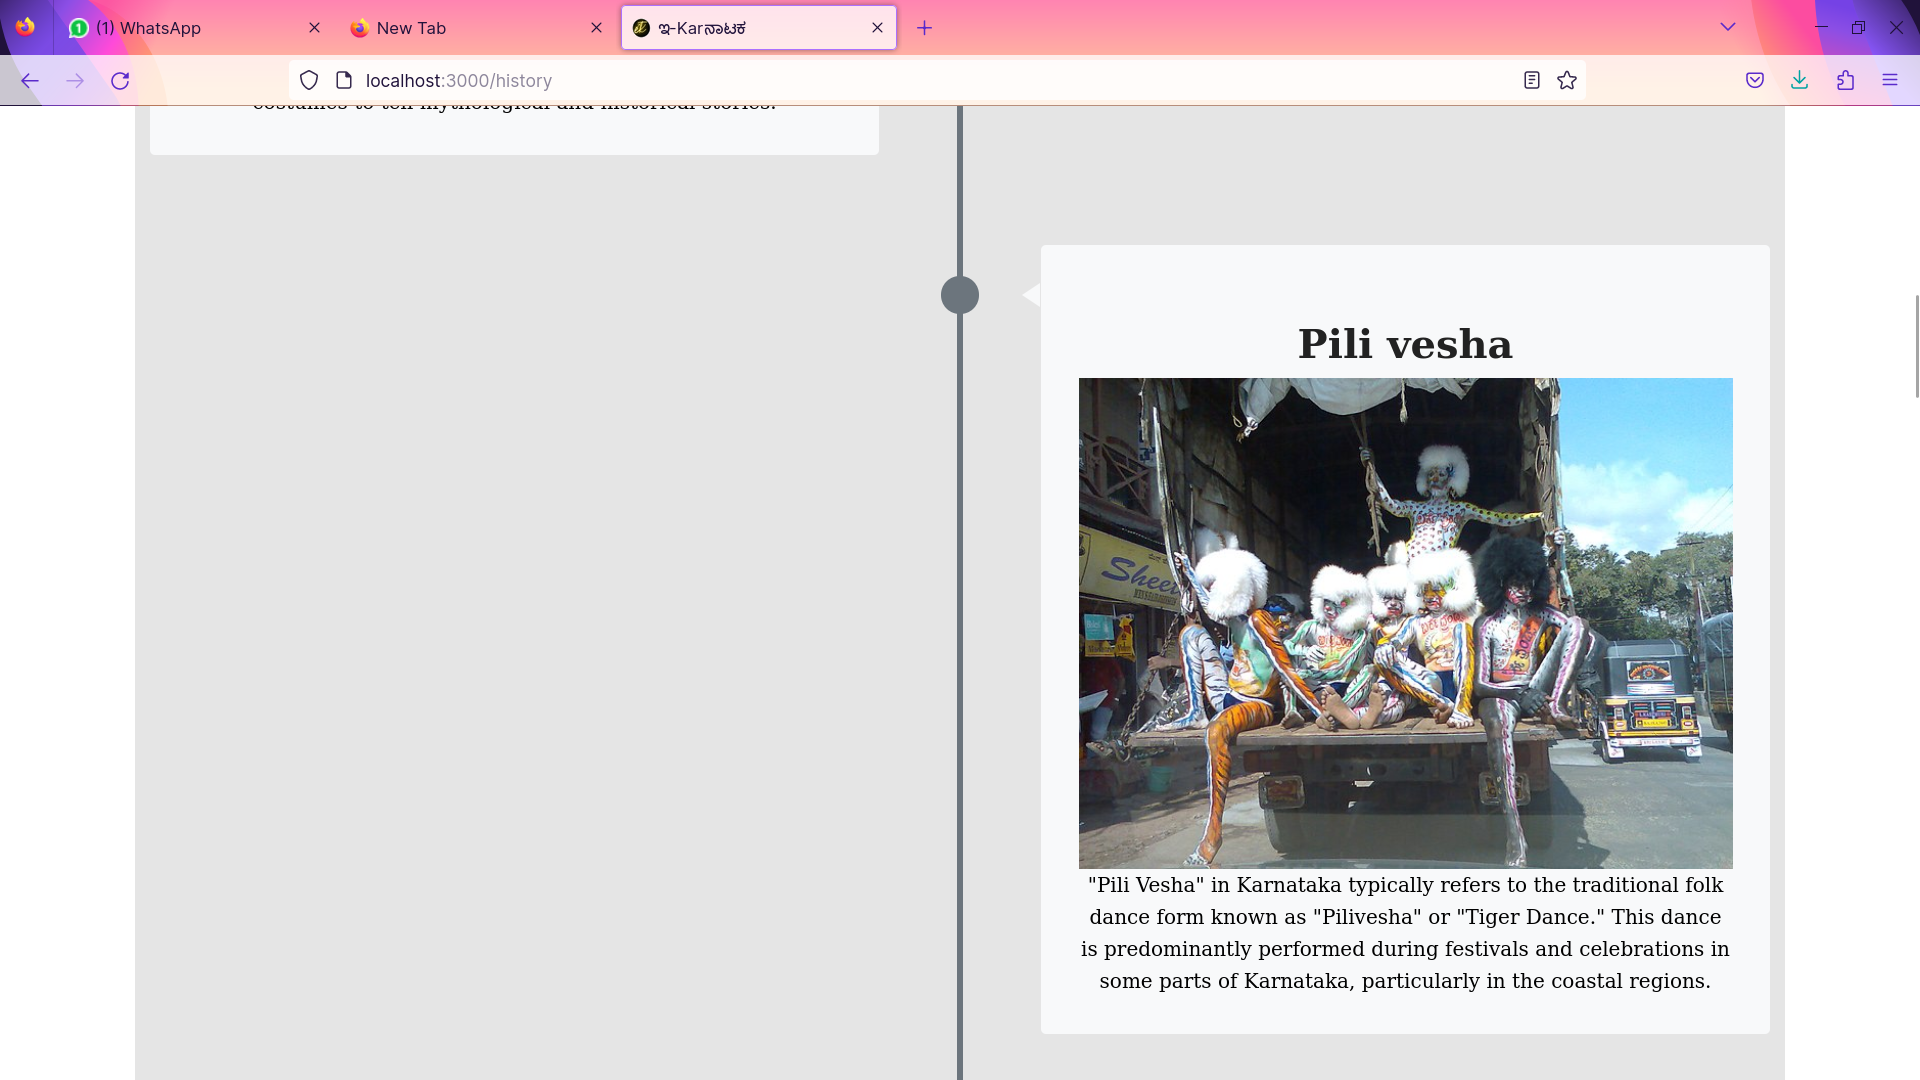 (1) WhatsApp
New Tab
ಇ-Karನಾಟಕ
localhost:3000/history
costumes to tell mythological and historical stories.
Pili vesha
Shee
"Pili Vesha" in Karnataka typically refers to the traditional folk
dance form known as "Pilivesha" or "Tiger Dance." This dance
is predominantly performed during festivals and celebrations in
some parts of Karnataka, particularly in the coastal regions.